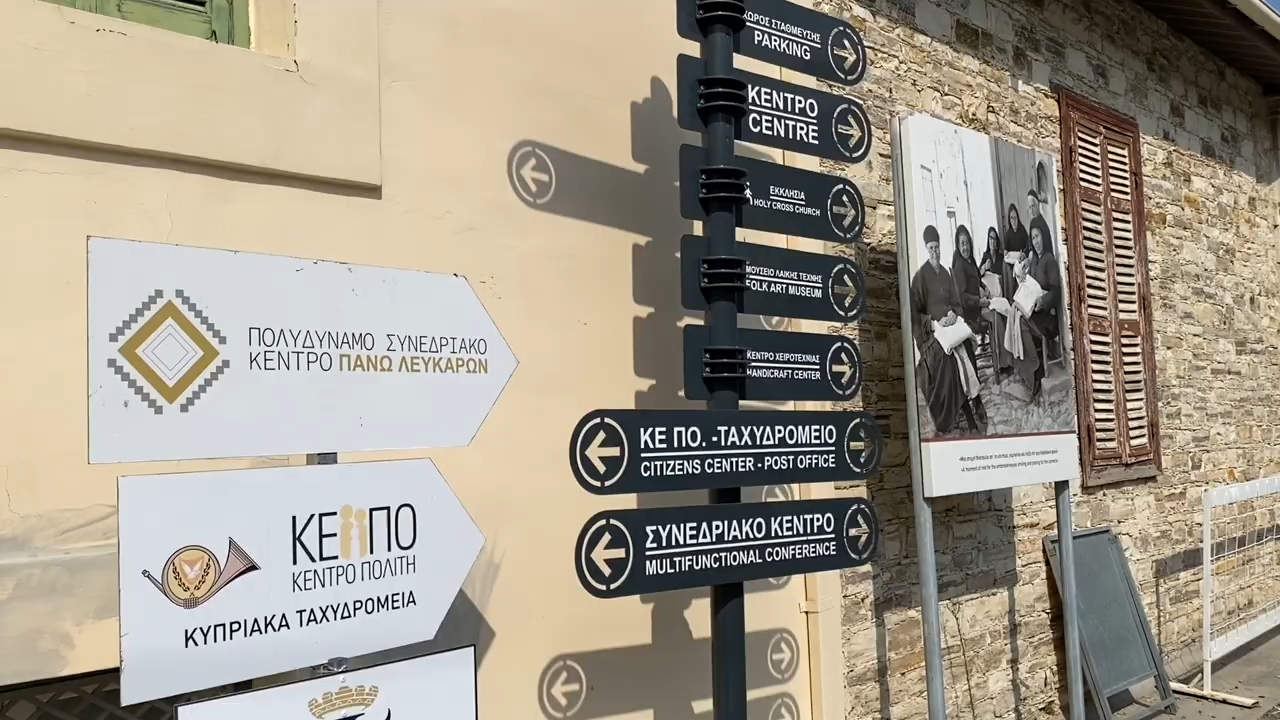 ΧΩΡΟΣ ΣΤΑΘΜΕΥΣΗΣ
PARKING
ΚΕΝΤΡΟ
CENTRE
ΕΚΚΛΗΣΙΑ
HOLY CROSS CHURCH
ΜΟΥΣΕΙΟ ΛΑΙΚΗΣ ΤΕΧΝΗΣ
FOLK ART MUSEUM
ΚΕΝΤΡΟ ΧΕΙΡΟΤΕΧΝΙΑΣ
HANDICRAFT CENTER
ΚΕ ΠΟ. -ΤΑΧΥΔΡΟΜΕΙΟ
CITIZENS CENTER - POST OFFICE
ΣΥΝΕΔΡΙΑΚΟ ΚΕΝΤΡΟ
MULTIFUNCTIONAL CONFERENCE
ΠΟΛΥΔΥΝΑΜΟ ΣΥΝΕΔΡΙΑΚΟ
ΚΕΝΤΡΟ ΠΑΝΩ ΛΕΥΚΑΡΩΝ
ΚΕΠΟ
ΚΕΝΤΡΟ ΠΟΛΙΤΗ
ΚΥΠΡΙΑΚΑ ΤΑΧΥΔΡΟΜΕΙΑ